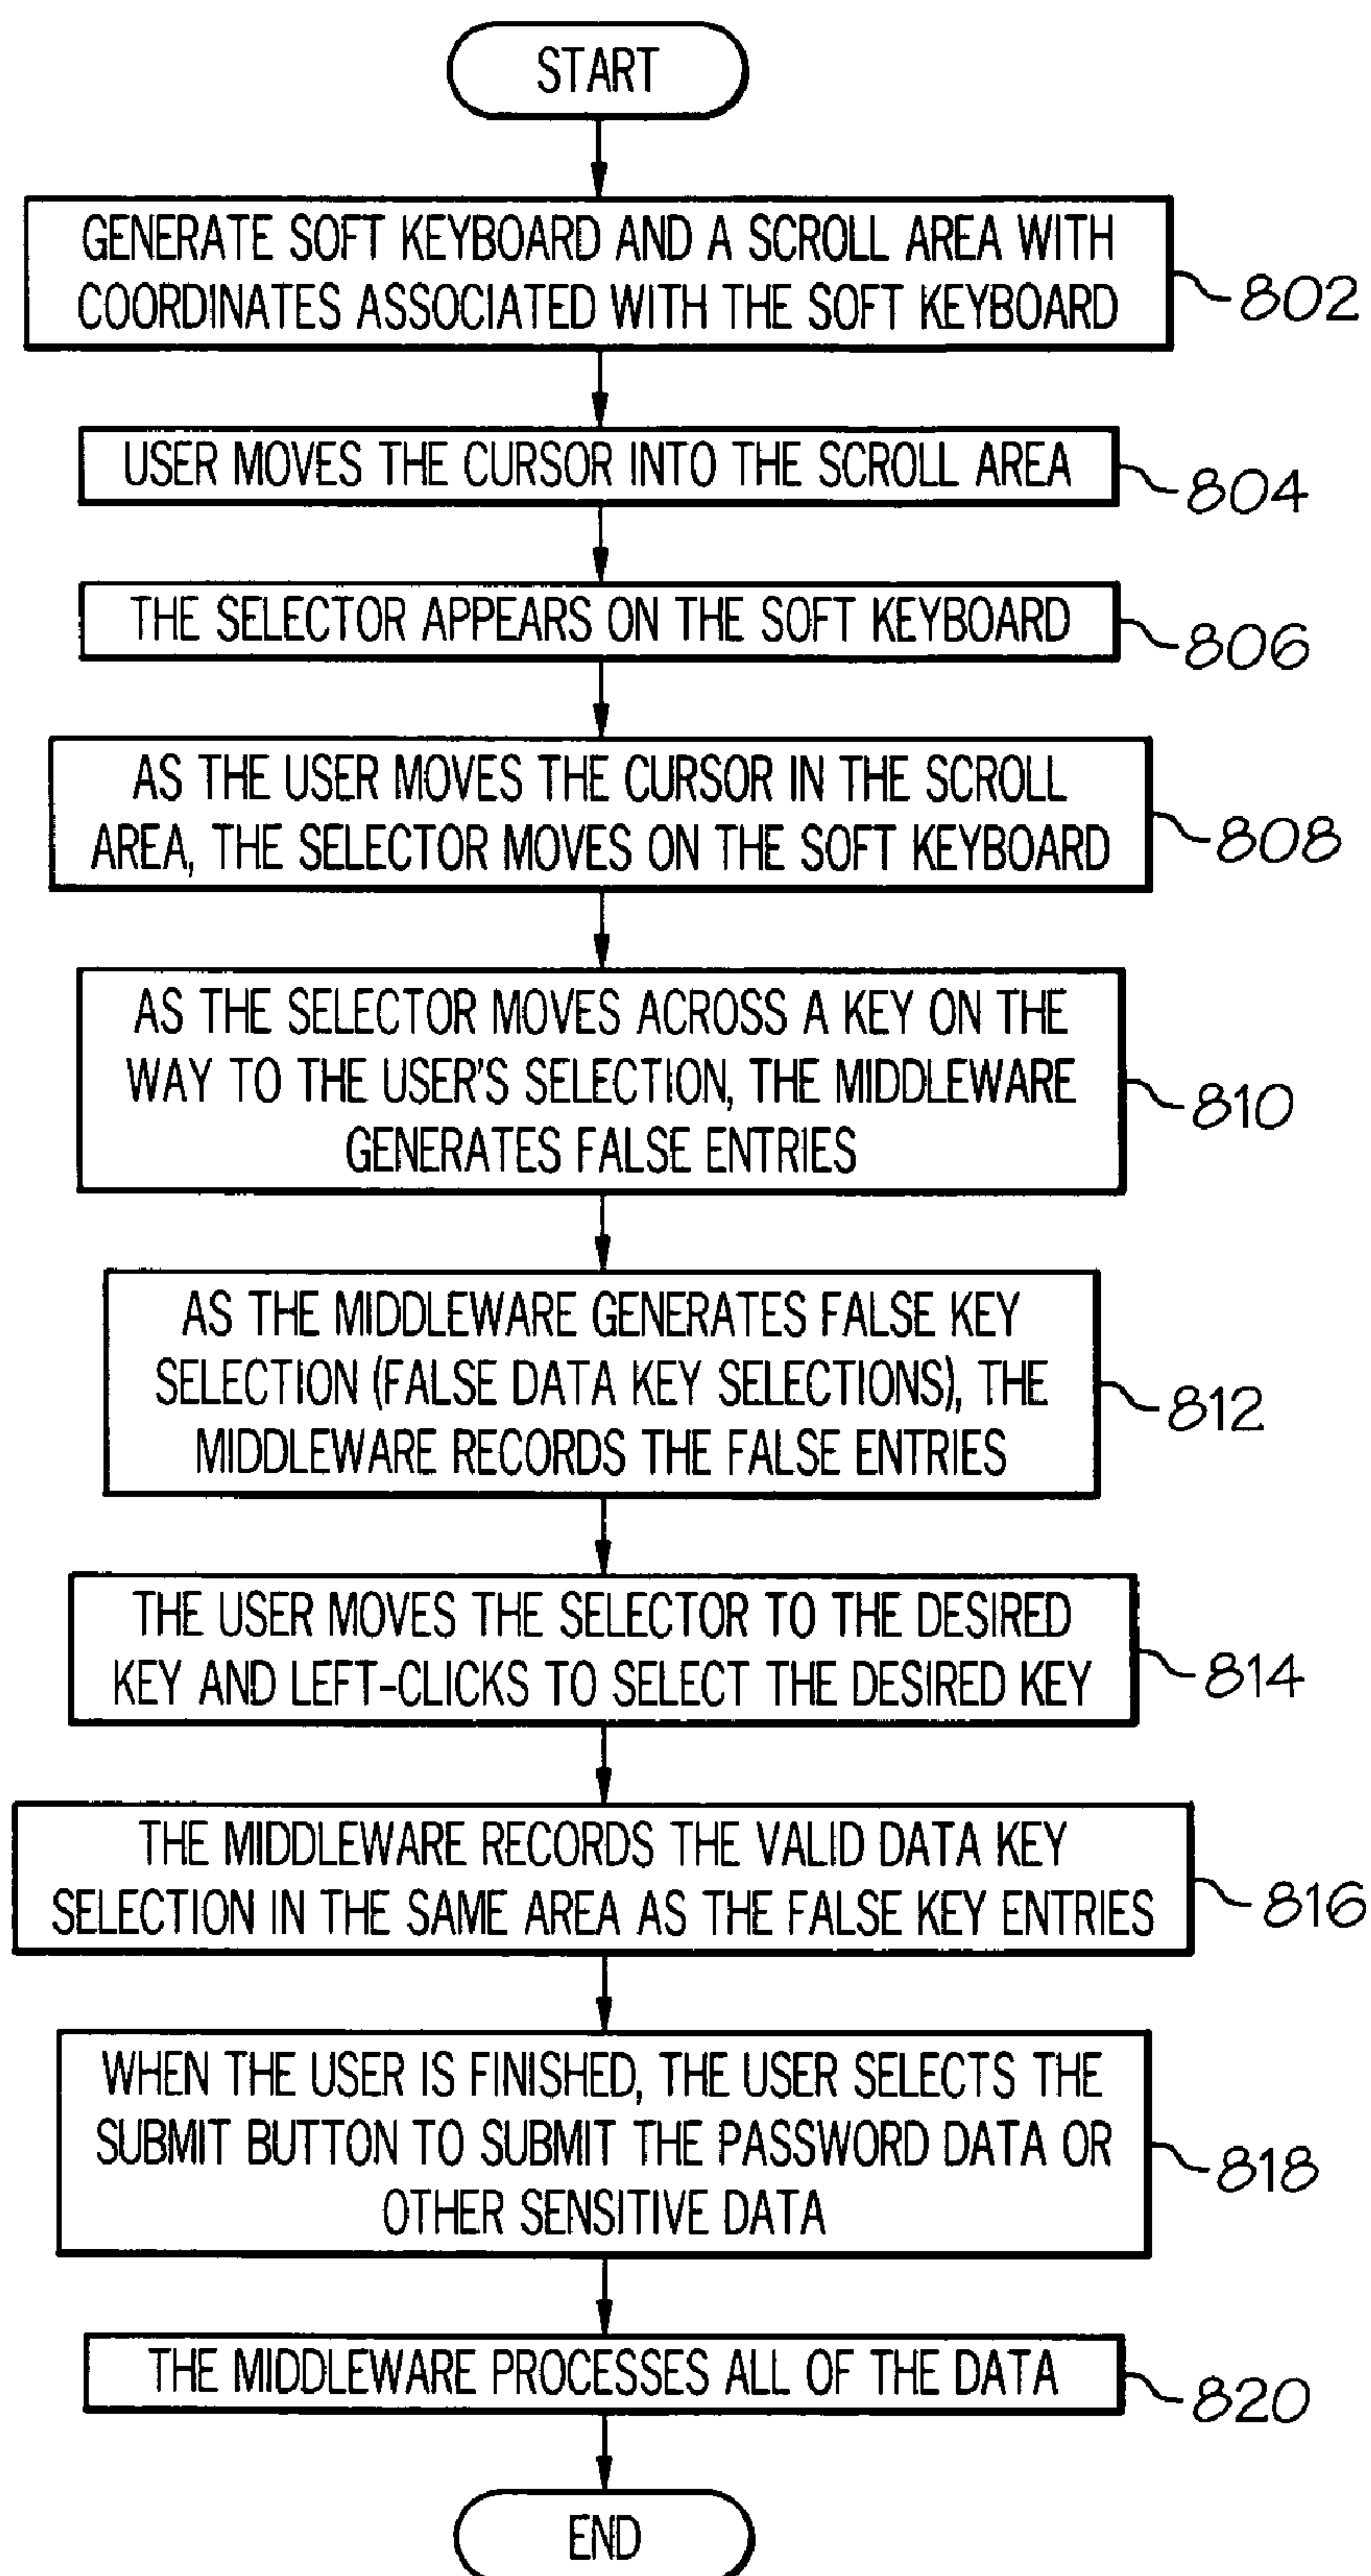 START
GENERATE SOFT KEYBOARD AND A SCROLL AREA WITH
COORDINATES ASSOCIATED WITH THE SOFT KEYBOARD
802
USER MOVES THE CURSOR INTO THE SCROLL AREA
804
THE SELECTOR APPEARS ON THE SOFT KEYBOARD
806
AS THE USER MOVES THE CURSOR IN THE SCROLL
AREA, THE SELECTOR MOVES ON THE SOFT KEYBOARD
808
AS THE SELECTOR MOVES ACROSS A KEY ON THE
WAY TO THE USER'S SELECTION, THE MIDDLEWARE
GENERATES FALSE ENTRIES
810
AS THE MIDDLEWARE GENERATES FALSE KEY
SELECTION (FALSE DATA KEY SELECTIONS), THE
MIDDLEWARE RECORDS THE FALSE ENTRIES
812
THE USER MOVES THE SELECTOR TO THE DESIRED
KEY AND LEFT-CLICKS TO SELECT THE DESIRED KEY
814
THE MIDDLEWARE RECORDS THE VALID DATA KEY
SELECTION IN THE SAME AREA AS THE FALSE KEY ENTRIES
816
WHEN THE USER IS FINISHED, THE USER SELECTS THE
SUBMIT BUTTON TO SUBMIT THE PASSWORD DATA OR
OTHER SENSITIVE DATA
818
THE MIDDLEWARE PROCESSES ALL OF THE DATA
820
END